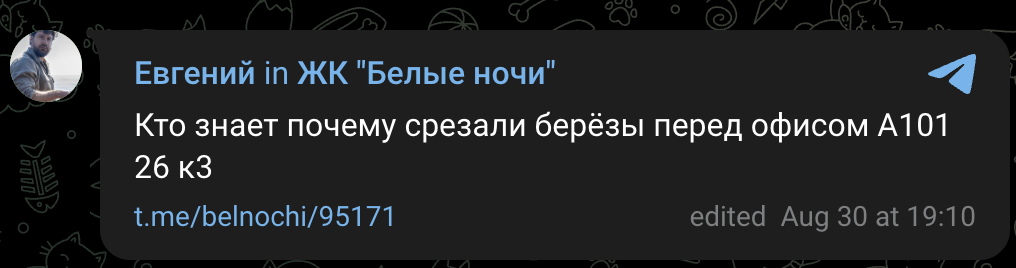 Евгений in ЖК "Белые ночи"
Кто знает почему срезали берёзы перед офисом А101
26 к3
t.me/belnochi/95171
edited Aug 30 at 19:10